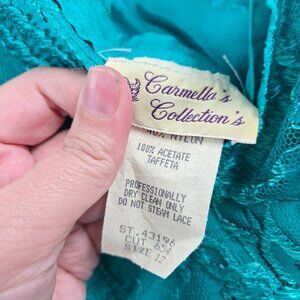 Carmella's
Collection's
NYLON
100% ACETATE
TAFFETA
PROFESSIONALLY
DRY CLEAN ONLY
DO NOT STEAM LACE
ST. 43196
CUT 654
SIZE 12